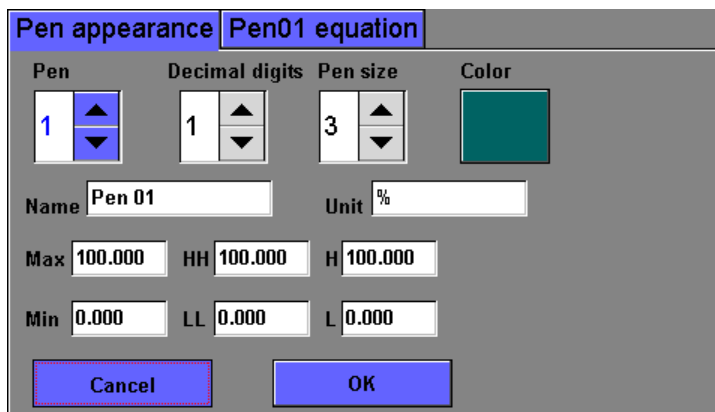 Pen appearance Pen01 equation
Pen Decimal digits Pen size Color
1 1 3
Name Pen 01 Unit %
Max 100.000 HH 100.000 H 100.000
Min 0.000 LL 0.000 L 0.000
Cancel OK